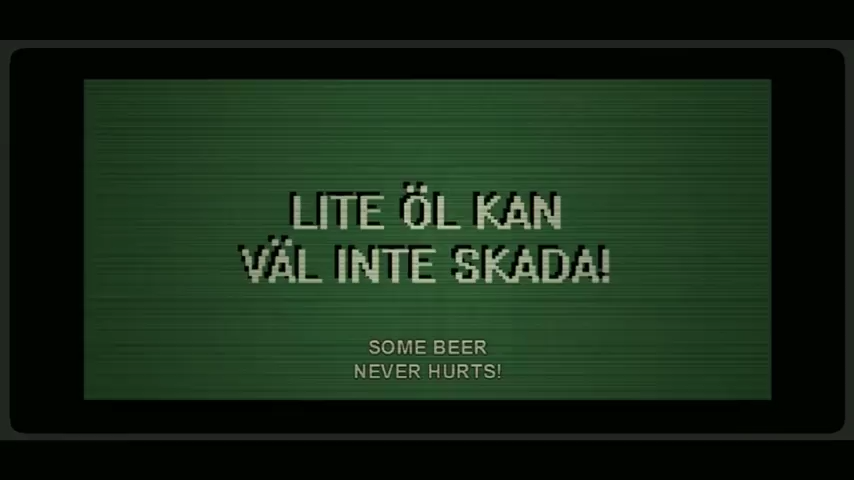 LITE ÖL KAN
VÄL INTE SKADA!
SOME BEER
NEVER HURTS!